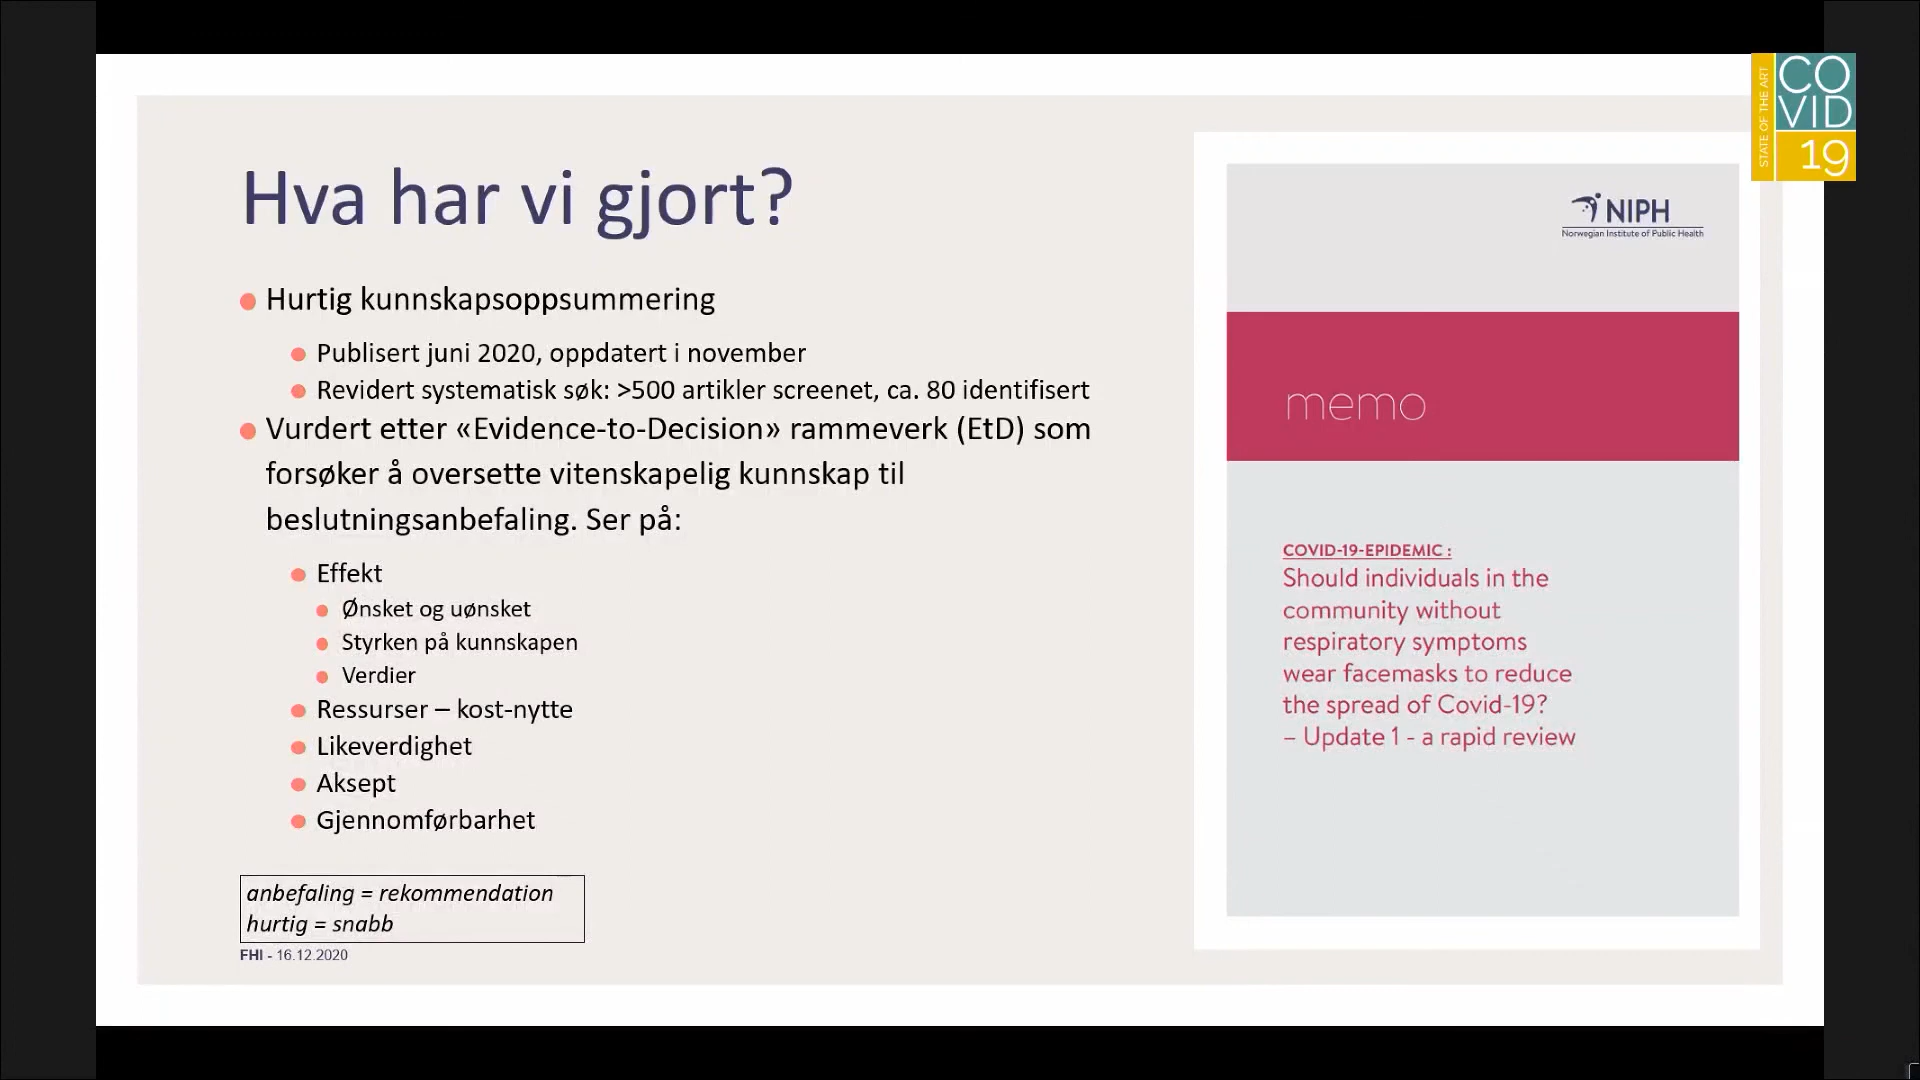 Hva har vi gjort?
Hurtig kunnskapsoppsummering
Publisert juni 2020, oppdatert i november
Revidert systematisk søk: >500 artikler screenet, ca. 80 identifisert
Vurdert etter «Evidence-to-Decision» rammeverk (EtD) som
forsøker å oversette vitenskapelig kunnskap til
beslutningsanbefaling. Ser på:
Effekt
Ønsket og uønsket
Styrken på kunnskapen
Verdier
Ressurser – kost-nytte
Likeverdighet
Aksept
Gjennomførbarhet
anbefaling = rekommendation
hurtig = snabb
FHI - 16.12.2020
NIPH
Norwegian Institute of Public Health
memo
COVID-19-EPIDEMIC :
Should individuals in the
community without
respiratory symptoms
wear facemasks to reduce
the spread of Covid-19?
– Update 1 - a rapid review
STATE OF THE ART
CO
VID
19